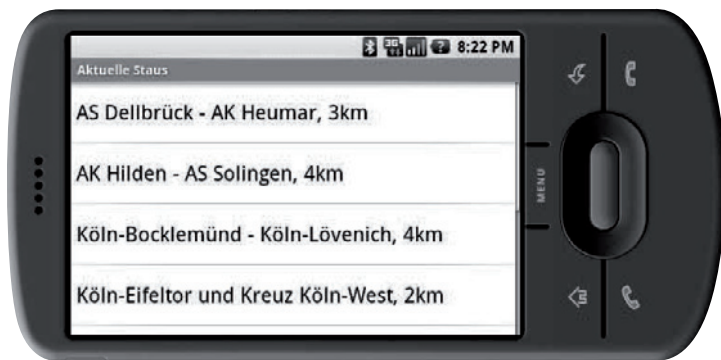 3G
8:22 PM
Aktuelle Staus
AS Dellbrück - AK Heumar, 3km
AK Hilden - AS Solingen, 4km
Köln-Bocklemünd - Köln-Lövenich, 4km
Köln-Eifeltor und Kreuz Köln-West, 2km
MENU